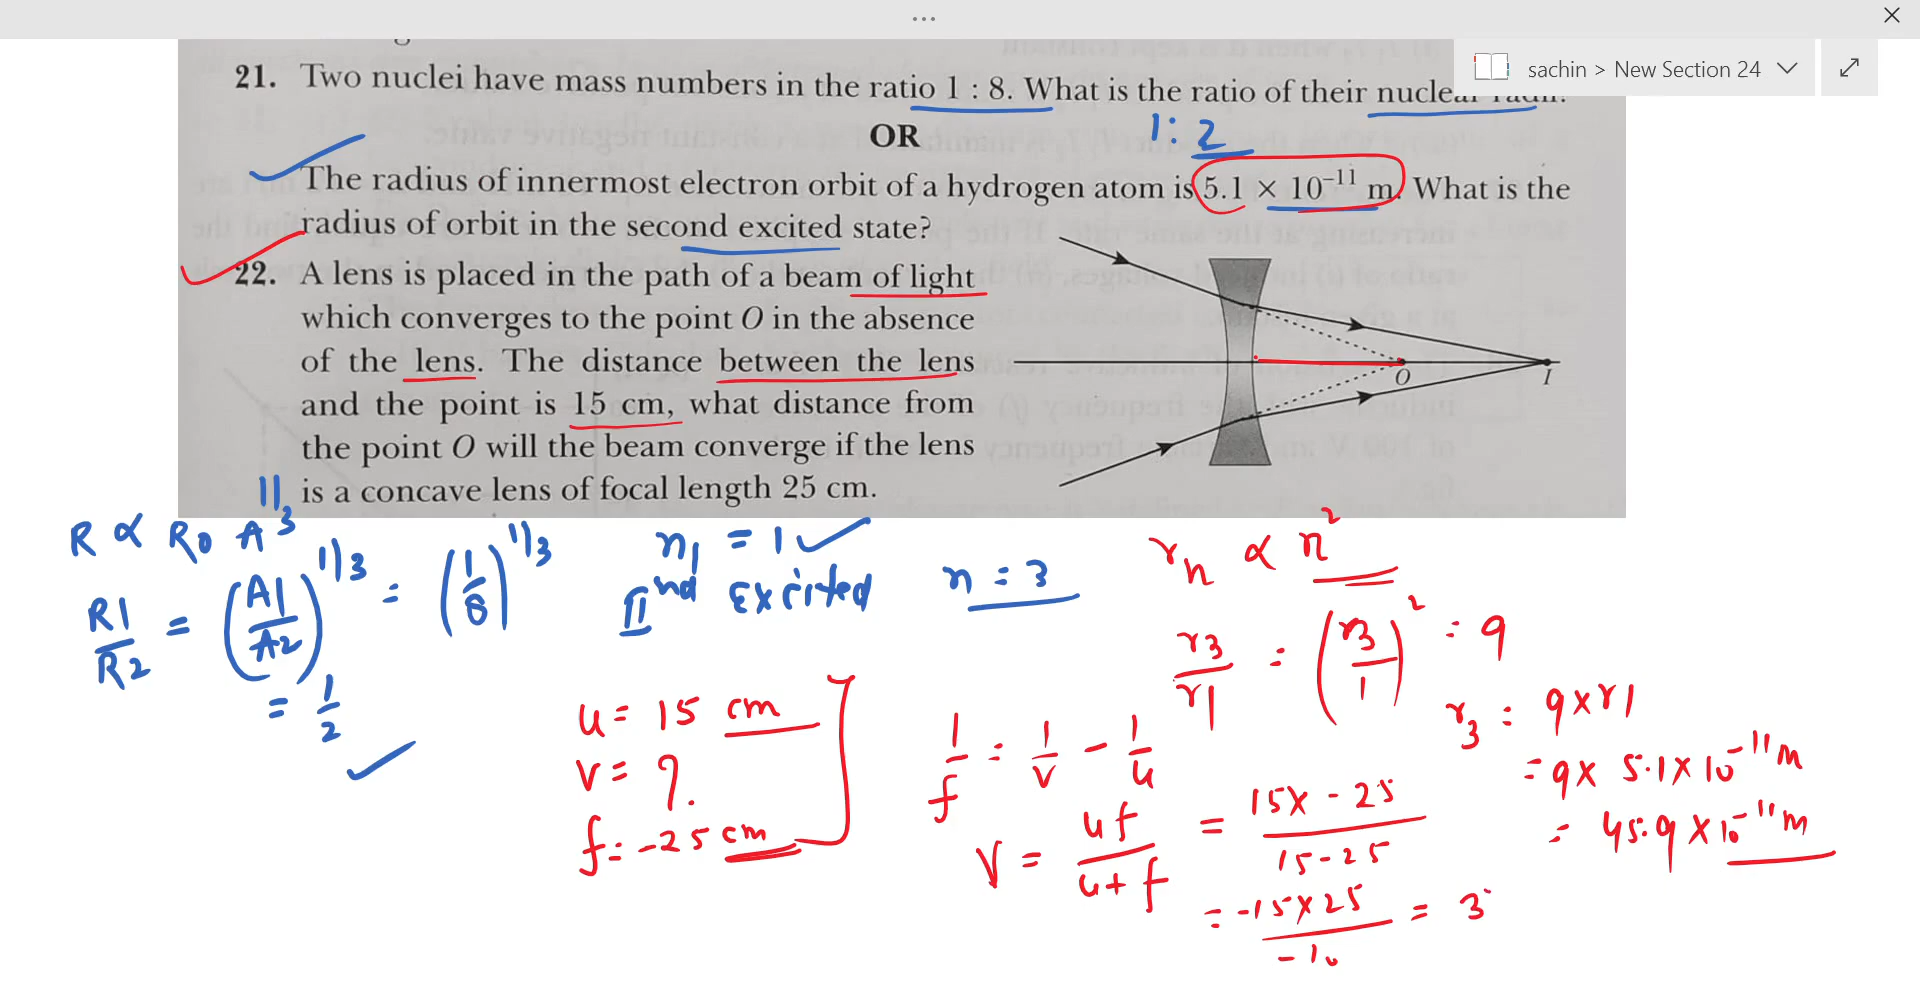 ...
sachin > New Section 24
21. Two nuclei have mass numbers in the ratio 1 : 8. What is the ratio of their nuclear radii?
OR
1 : 2
The radius of innermost electron orbit of a hydrogen atom is 5.1 × 10⁻¹¹ m. What is the
radius of orbit in the second excited state?
22. A lens is placed in the path of a beam of light
which converges to the point O in the absence
of the lens. The distance between the lens
and the point is 15 cm, what distance from
the point O will the beam converge if the lens
is a concave lens of focal length 25 cm.
O
I
R ∝ R0 A^1/3
R1/R2 = (A1/A2)^1/3 = (1/8)^1/3
= 1/2
n1 = 1
IInd Excited n = 3
rn ∝ n²
r3/r1 = (r3/1)² = 9
r3 = 9 × r1
= 9 × 5.1 × 10⁻¹¹ m
= 45.9 × 10⁻¹¹ m
u = 15 cm
v = ?
f = -25 cm
1/f = 1/v - 1/u
v = uf/u+f = 15 × -25/15-25
= -15×25/-10 = 3